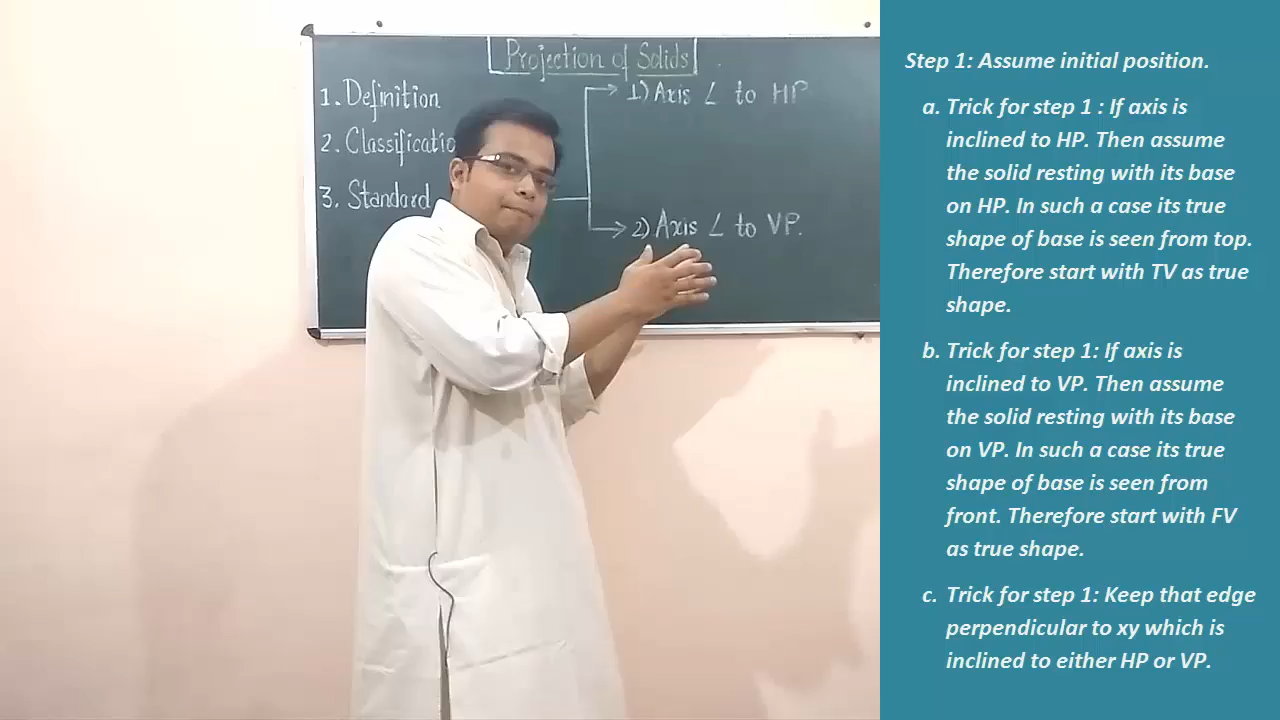 Projection of Solids
1. Definition
2. Classificatio
3. Standard
1) Axis ∠ to HP
2) Axis ∠ to VP.
Step 1: Assume initial position.
a. Trick for step 1 : If axis is
inclined to HP. Then assume
the solid resting with its base
on HP. In such a case its true
shape of base is seen from top.
Therefore start with TV as true
shape.
b. Trick for step 1: If axis is
inclined to VP. Then assume
the solid resting with its base
on VP. In such a case its true
shape of base is seen from
front. Therefore start with FV
as true shape.
c. Trick for step 1: Keep that edge
perpendicular to xy which is
inclined to either HP or VP.